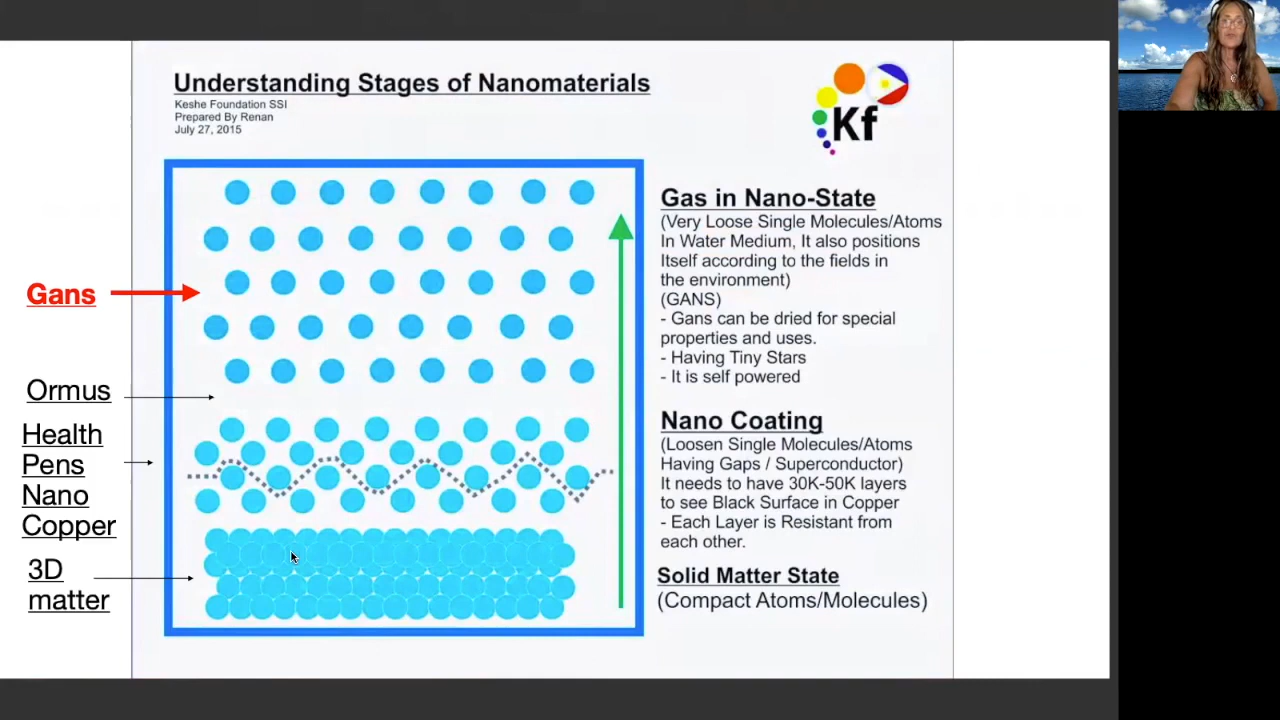 Understanding Stages of Nanomaterials
Keshe Foundation SSI
Prepared By Renan
July 27, 2015
Kf
Gans
Ormus
Health
Pens
Nano
Copper
3D
matter
Gas in Nano-State
(Very Loose Single Molecules/Atoms
In Water Medium, It also positions
Itself according to the fields in
the environment)
(GANS)
- Gans can be dried for special
properties and uses.
- Having Tiny Stars
- It is self powered
Nano Coating
(Loosen Single Molecules/Atoms
Having Gaps / Superconductor)
It needs to have 30K-50K layers
to see Black Surface in Copper
- Each Layer is Resistant from
each other.
Solid Matter State
(Compact Atoms/Molecules)